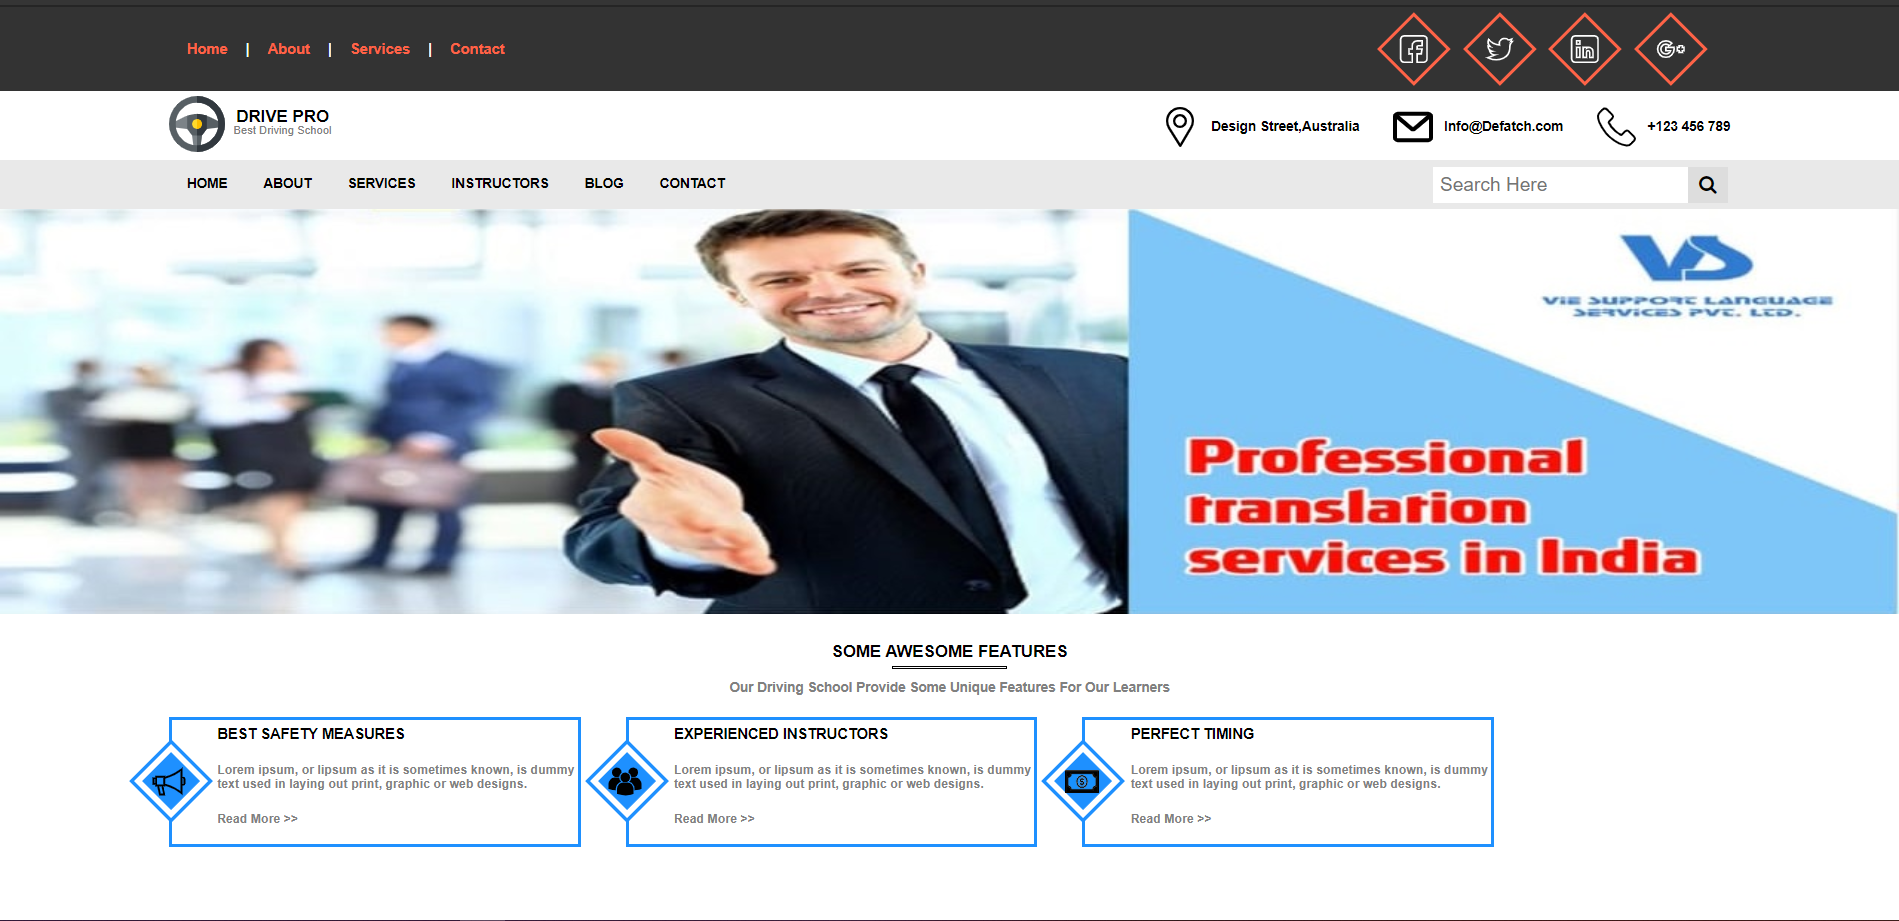 Home | About | Services | Contact
DRIVE PRO
Best Driving School
Design Street,Australia
Info@Defatch.com
+123 456 789
HOME ABOUT SERVICES INSTRUCTORS BLOG CONTACT
Search Here
VS
VIE SUPPORT LANGUAGE
SERVICES PVT. LTD.
Professional
translation
services in India
SOME AWESOME FEATURES
Our Driving School Provide Some Unique Features For Our Learners
BEST SAFETY MEASURES
Lorem ipsum, or lipsum as it is sometimes known, is dummy
text used in laying out print, graphic or web designs.
Read More >>
EXPERIENCED INSTRUCTORS
Lorem ipsum, or lipsum as it is sometimes known, is dummy
text used in laying out print, graphic or web designs.
Read More >>
PERFECT TIMING
Lorem ipsum, or lipsum as it is sometimes known, is dummy
text used in laying out print, graphic or web designs.
Read More >>